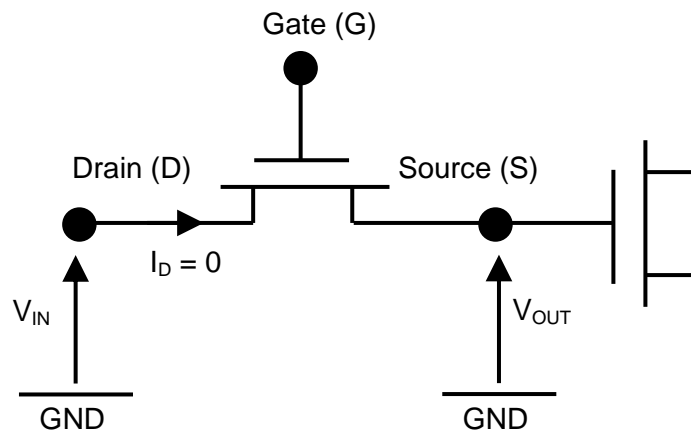 Gate (G)
Drain (D)
Source (S)
I_D = 0
V_IN
V_OUT
GND
GND